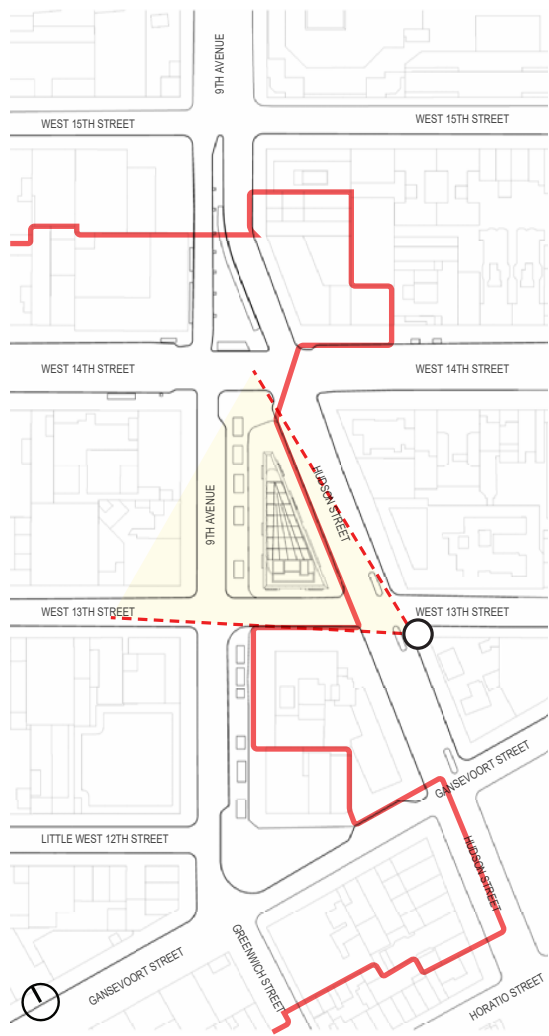 9TH AVENUE
WEST 15TH STREET
WEST 15TH STREET
WEST 14TH STREET
WEST 14TH STREET
HUDSON STREET
9TH AVENUE
WEST 13TH STREET
WEST 13TH STREET
GANSEVOORT STREET
LITTLE WEST 12TH STREET
HUDSON STREET
GREENWICH STREET
GANSEVOORT STREET
HORATIO STREET